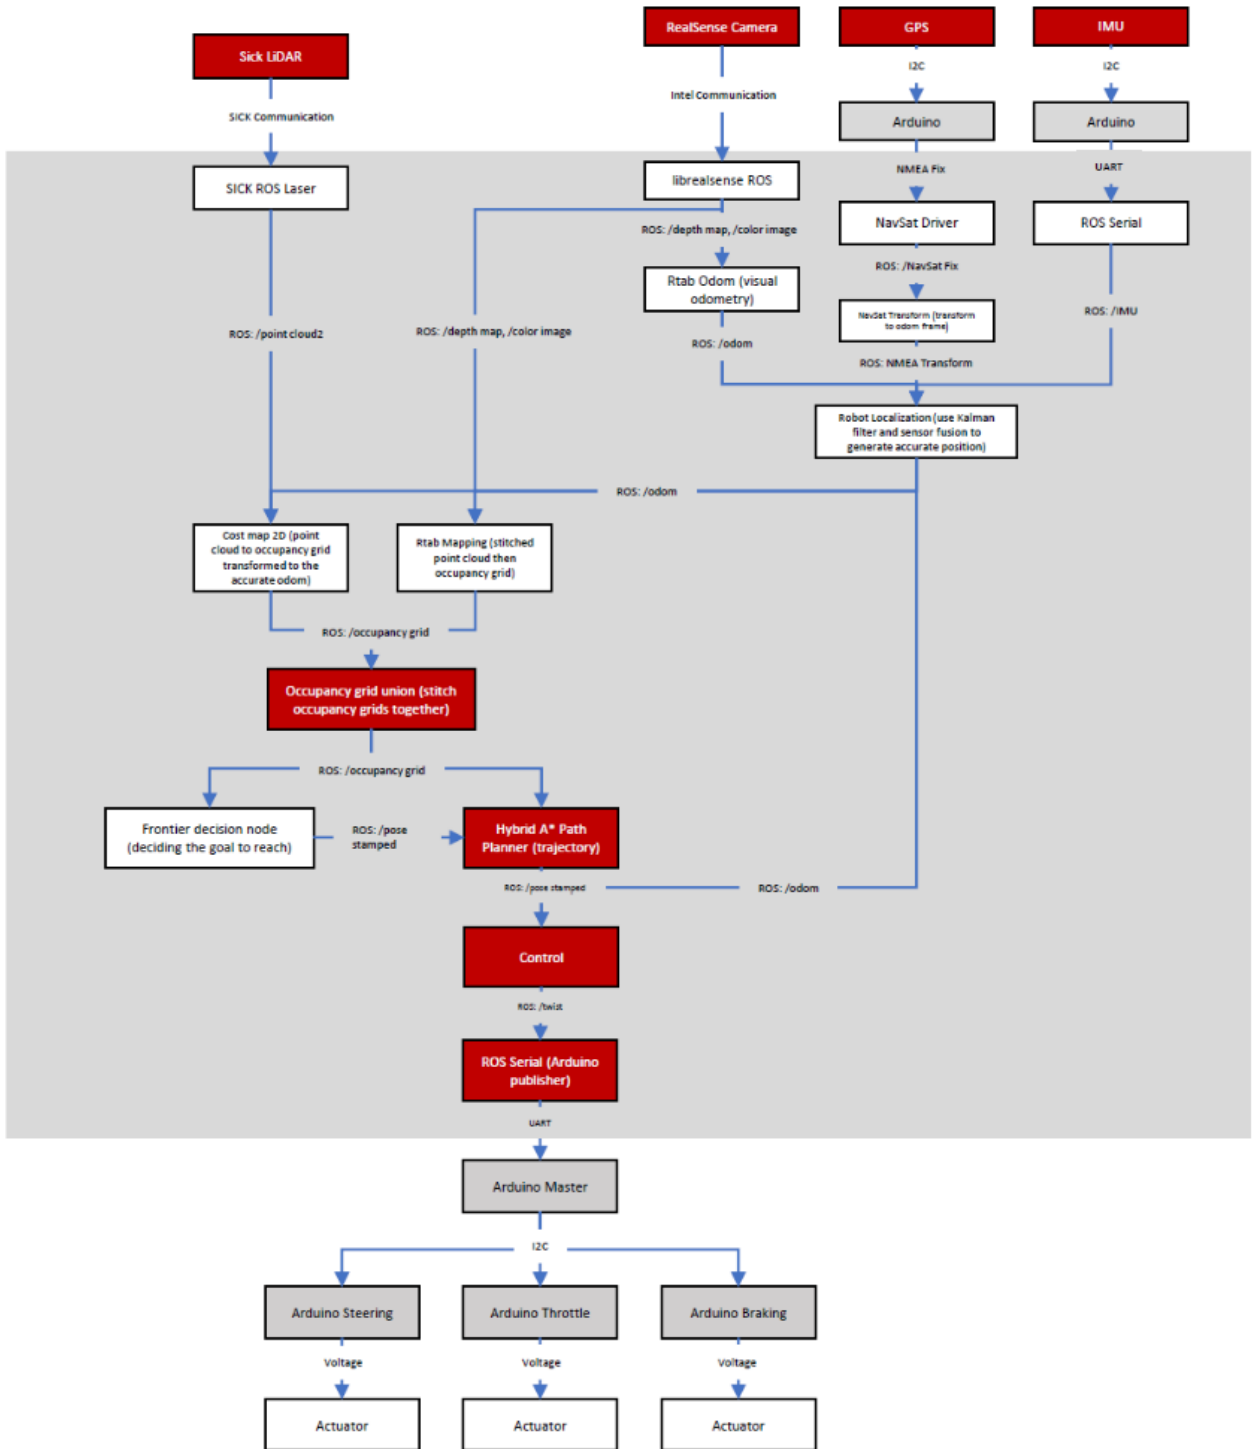 RealSense Camera
GPS
IMU
Sick LiDAR
I2C
I2C
Intel Communication
SICK Communication
Arduino
Arduino
SICK ROS Laser
librealsense ROS
NMEA Fix
UART
NavSat Driver
ROS Serial
ROS: /depth map, /color image
ROS: /NavSat Fix
Rtab Odom (visual
odometry)
NavSat Transform (transform
to odom frame)
ROS: /IMU
ROS: /point cloud2
ROS: /depth map, /color image
ROS: /odom
ROS: NMEA Transform
Robot Localization (use Kalman
filter and sensor fusion to
generate accurate position)
ROS: /odom
Cost map 2D (point
cloud to occupancy grid
transformed to the
accurate odom)
Rtab Mapping (stitched
point cloud then
occupancy grid)
ROS: /occupancy grid
Occupancy grid union (stitch
occupancy grids together)
ROS: /occupancy grid
Frontier decision node
(deciding the goal to reach)
ROS: /pose
stamped
Hybrid A* Path
Planner (trajectory)
ROS: /pose stamped
ROS: /odom
Control
ROS: /twist
ROS Serial (Arduino
publisher)
UART
Arduino Master
I2C
Arduino Steering
Arduino Throttle
Arduino Braking
Voltage
Voltage
Voltage
Actuator
Actuator
Actuator